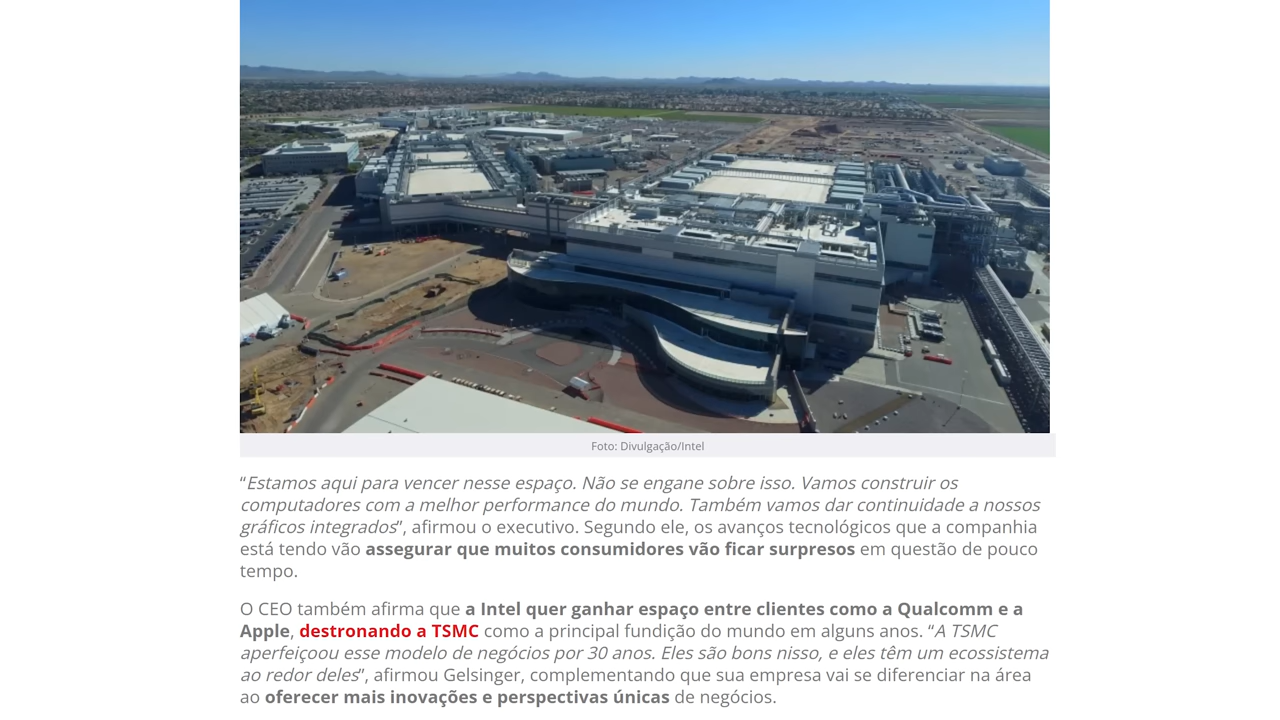 Foto: Divulgação/Intel
“Estamos aqui para vencer nesse espaço. Não se engane sobre isso. Vamos construir os
computadores com a melhor performance do mundo. Também vamos dar continuidade a nossos
gráficos integrados”, afirmou o executivo. Segundo ele, os avanços tecnológicos que a companhia
está tendo vão assegurar que muitos consumidores vão ficar surpresos em questão de pouco
tempo.
O CEO também afirma que a Intel quer ganhar espaço entre clientes como a Qualcomm e a
Apple, destronando a TSMC como a principal fundição do mundo em alguns anos. “A TSMC
aperfeiçoou esse modelo de negócios por 30 anos. Eles são bons nisso, e eles têm um ecossistema
ao redor deles”, afirmou Gelsinger, complementando que sua empresa vai se diferenciar na área
ao oferecer mais inovações e perspectivas únicas de negócios.